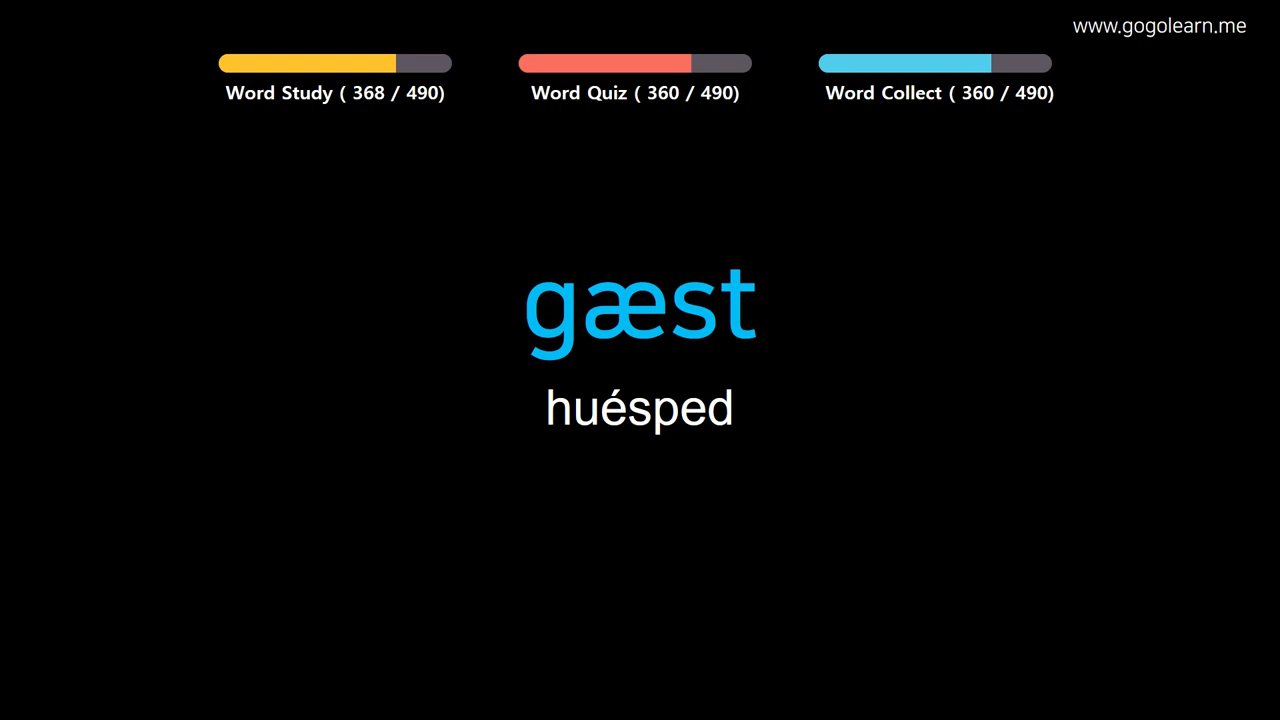 www.gogolearn.me
Word Study ( 368 / 490)
Word Quiz ( 360 / 490)
Word Collect ( 360 / 490)
gæst
huésped